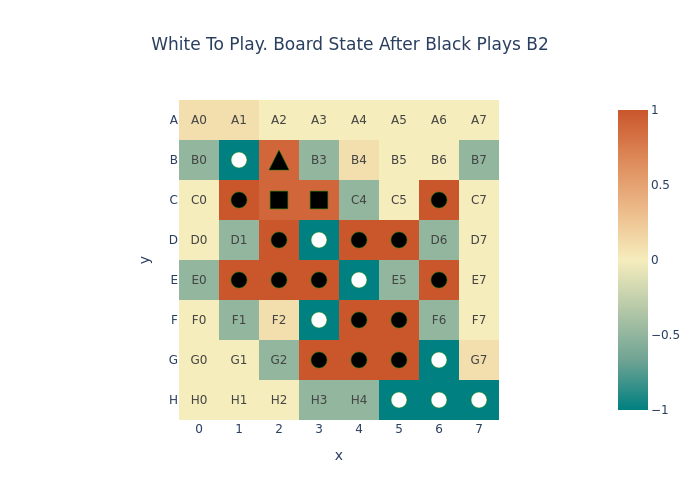 White To Play. Board State After Black Plays B2
A A0 A1 A2 A3 A4 A5 A6 A7
B B0 B3 B4 B5 B6 B7
C C0 C4 C5 C7
D D0 D1 D6 D7
E E0 E5 E7
F F0 F1 F2 F6 F7
G G0 G1 G2 G7
H H0 H1 H2 H3 H4
0 1 2 3 4 5 6 7
x
y
1
0.5
0
−0.5
−1